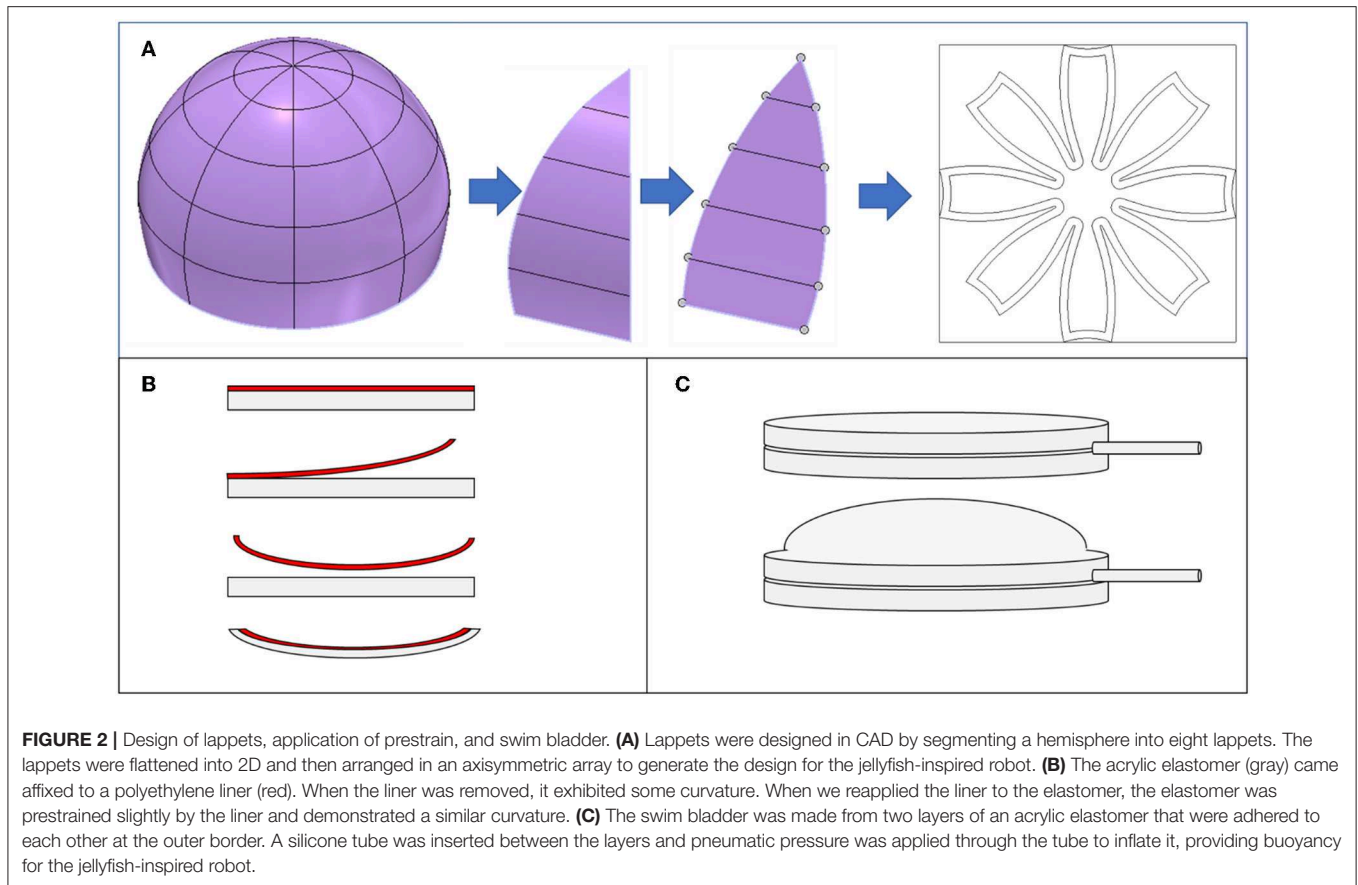 A
B
C
FIGURE 2 | Design of lappets, application of prestrain, and swim bladder. (A) Lappets were designed in CAD by segmenting a hemisphere into eight lappets. The
lappets were flattened into 2D and then arranged in an axisymmetric array to generate the design for the jellyfish-inspired robot. (B) The acrylic elastomer (gray) came
affixed to a polyethylene liner (red). When the liner was removed, it exhibited some curvature. When we reapplied the liner to the elastomer, the elastomer was
prestrained slightly by the liner and demonstrated a similar curvature. (C) The swim bladder was made from two layers of an acrylic elastomer that were adhered to
each other at the outer border. A silicone tube was inserted between the layers and pneumatic pressure was applied through the tube to inflate it, providing buoyancy
for the jellyfish-inspired robot.